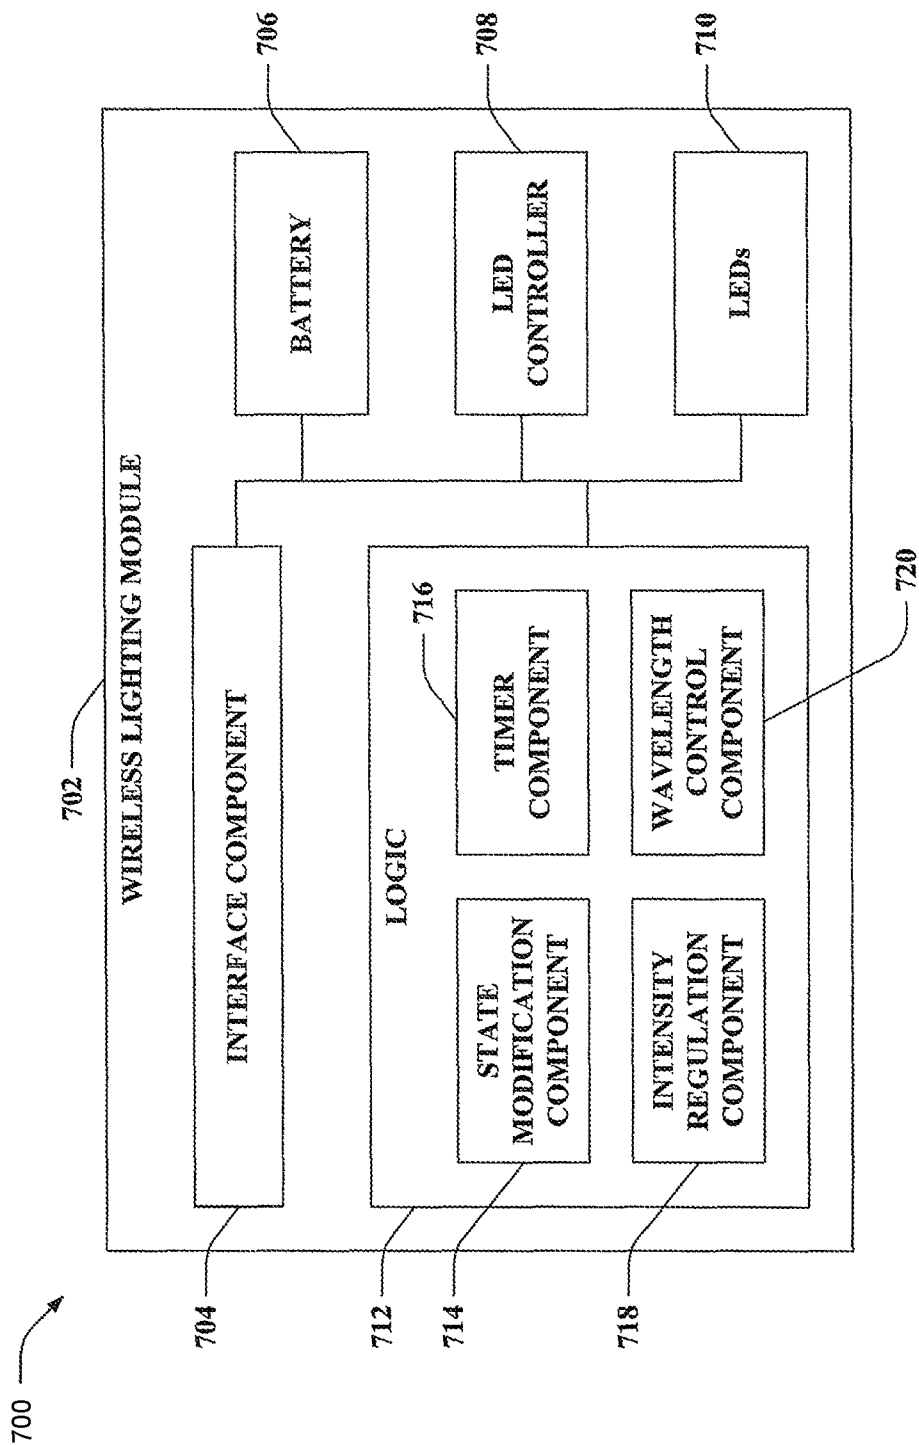 700
702
WIRELESS LIGHTING MODULE
704
INTERFACE COMPONENT
706
BATTERY
708
LED
CONTROLLER
710
LEDs
712
LOGIC
714
STATE
MODIFICATION
COMPONENT
716
TIMER
COMPONENT
718
INTENSITY
REGULATION
COMPONENT
720
WAVELENGTH
CONTROL
COMPONENT